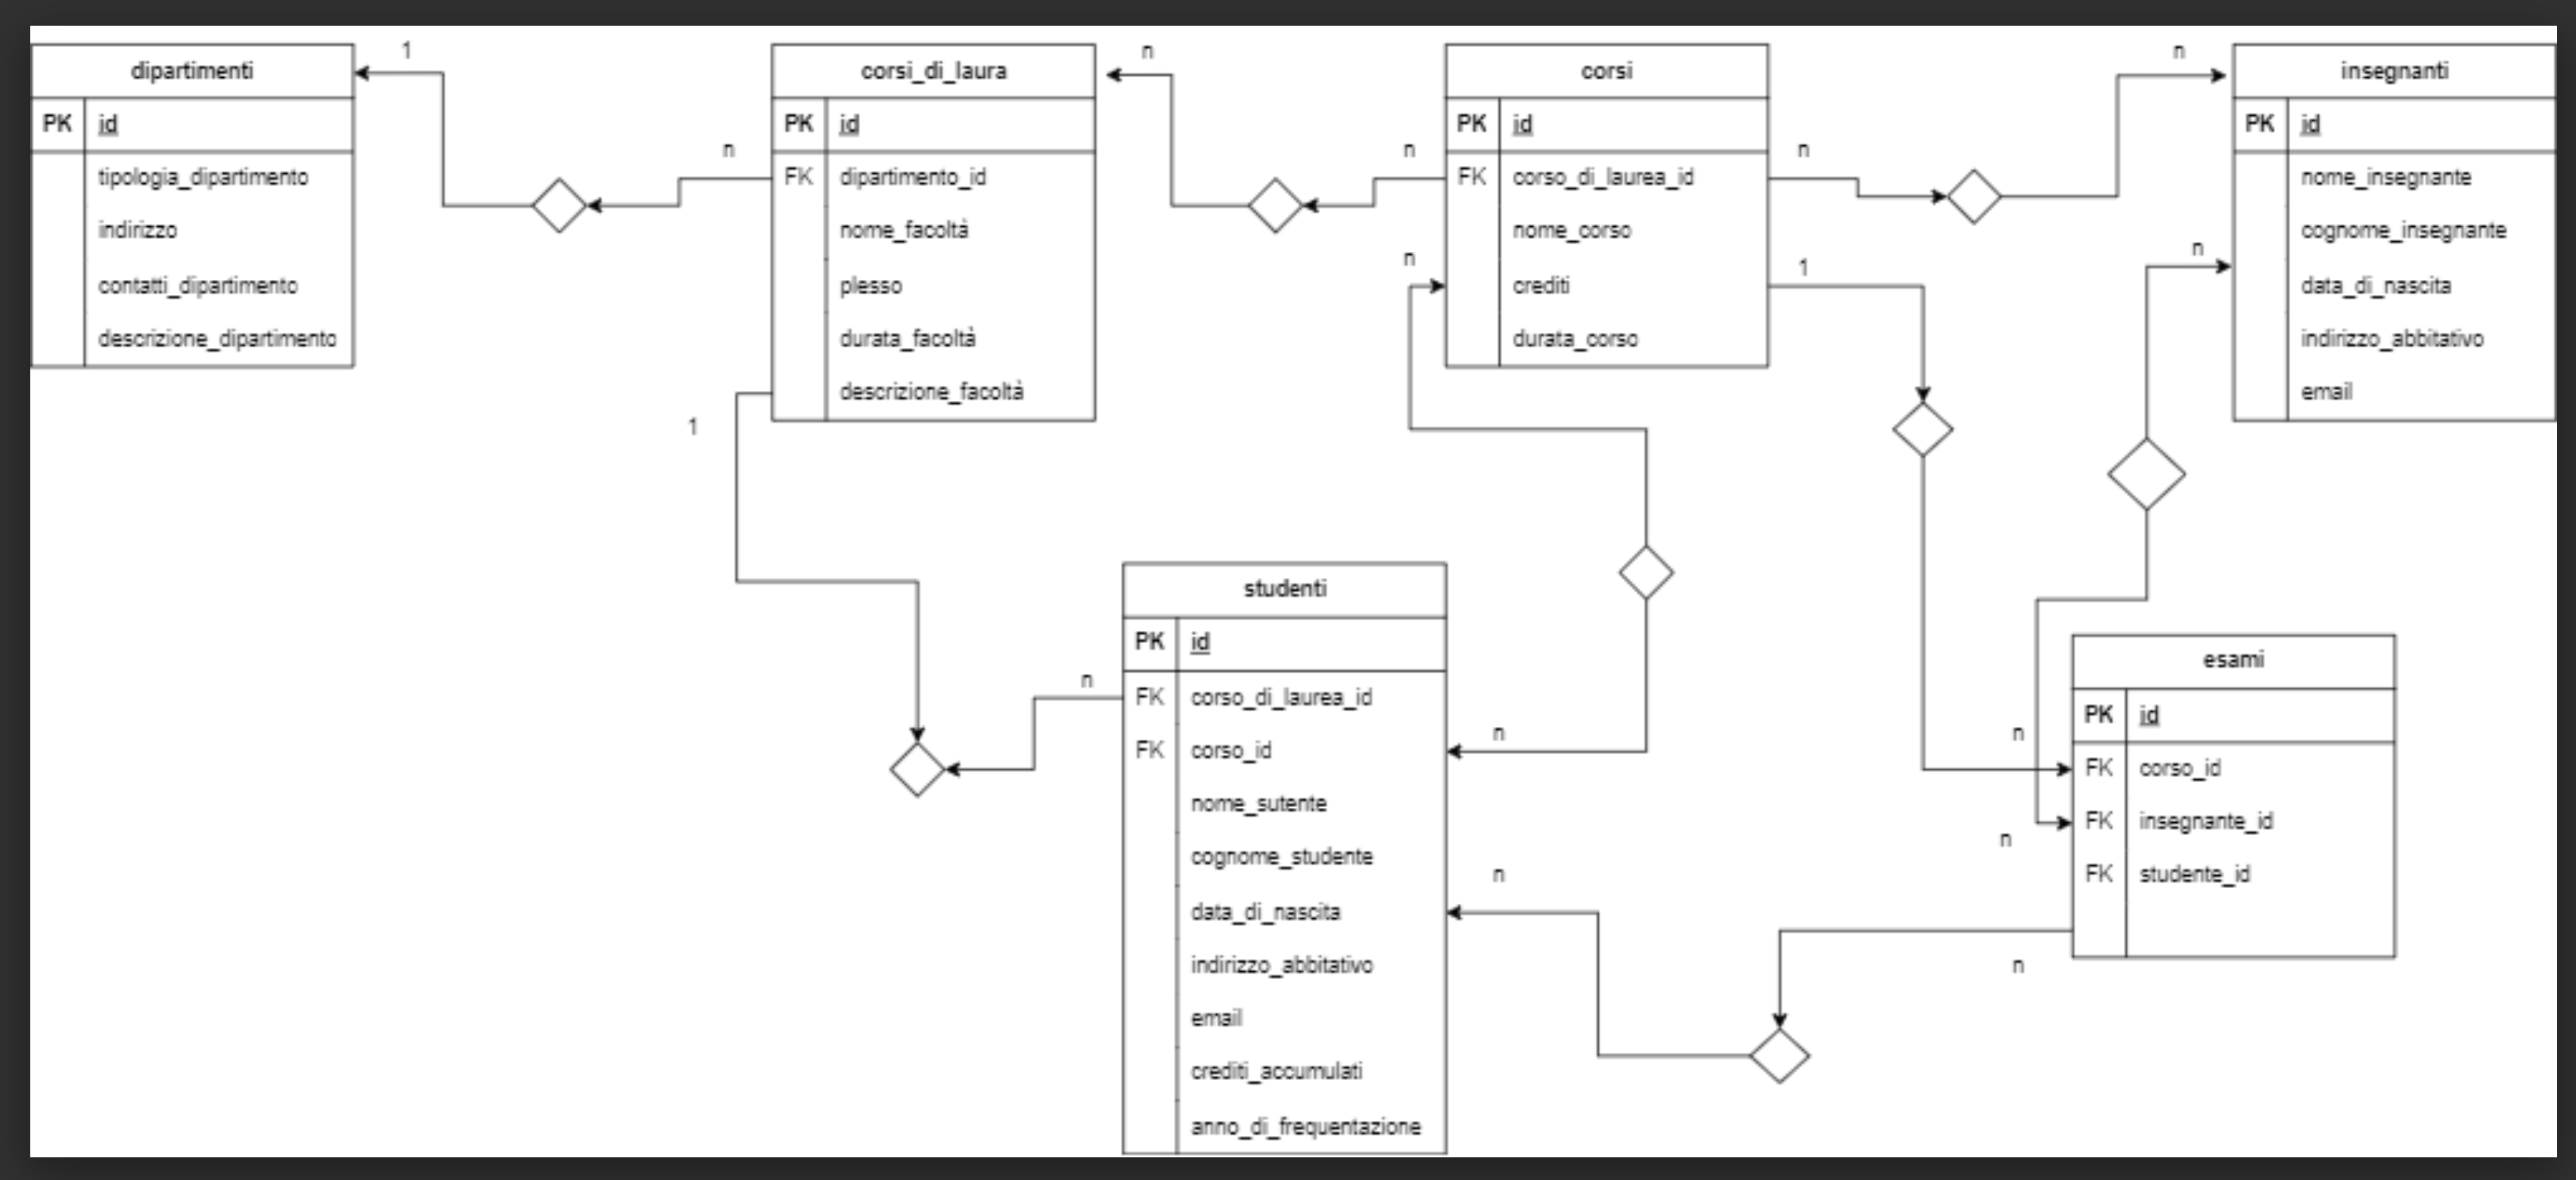 dipartimenti
PK id
tipologia_dipartimento
indirizzo
contatti_dipartimento
descrizione_dipartimento
1
n
corsi_di_laura
PK id
FK dipartimento_id
nome_facoltà
plesso
durata_facoltà
descrizione_facoltà
1
n
n
corsi
PK id
FK corso_di_laurea_id
nome_corso
crediti
durata_corso
n
n
1
n
insegnanti
PK id
nome_insegnante
cognome_insegnante
data_di_nascita
indirizzo_abbitativo
email
n
studenti
PK id
FK corso_di_laurea_id
FK corso_id
nome_sutente
cognome_studente
data_di_nascita
indirizzo_abbitativo
email
crediti_accumulati
anno_di_frequentazione
n
n
n
esami
PK id
FK corso_id
FK insegnante_id
FK studente_id
n
n
n